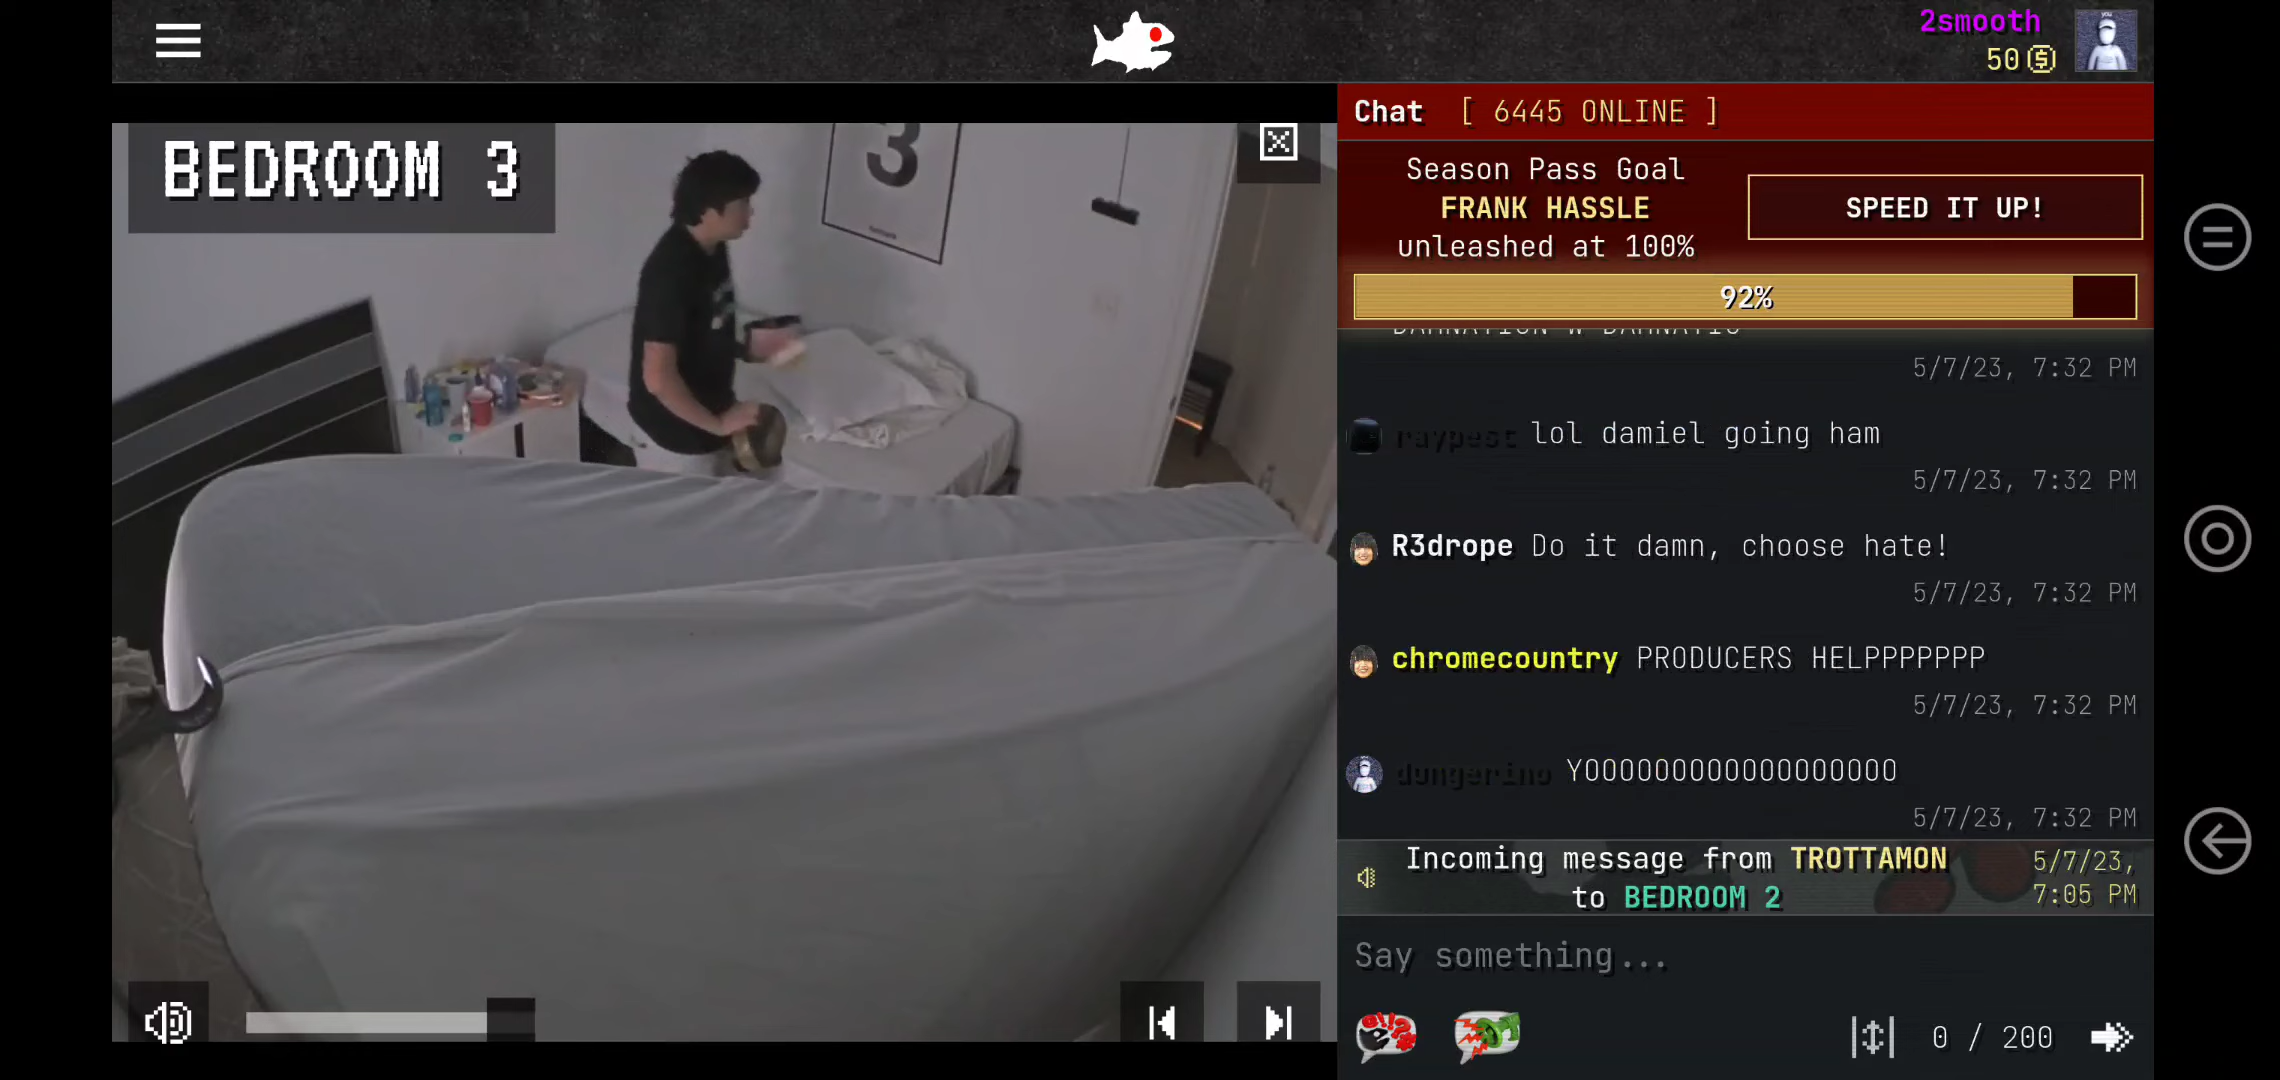 2smooth
50
BEDROOM 3
3
Chat [ 6445 ONLINE ]
Season Pass Goal
FRANK HASSLE
unleashed at 100%
SPEED IT UP!
92%
5/7/23, 7:32 PM
raypest lol damiel going ham
5/7/23, 7:32 PM
R3drope Do it damn, choose hate!
5/7/23, 7:32 PM
chromecountry PRODUCERS HELPPPPPPP
5/7/23, 7:32 PM
dungerino YOOOOOOOOOOOOOOOOOO
5/7/23, 7:32 PM
Incoming message from TROTTAMON
to BEDROOM 2
5/7/23,
7:05 PM
Say something...
0 / 200